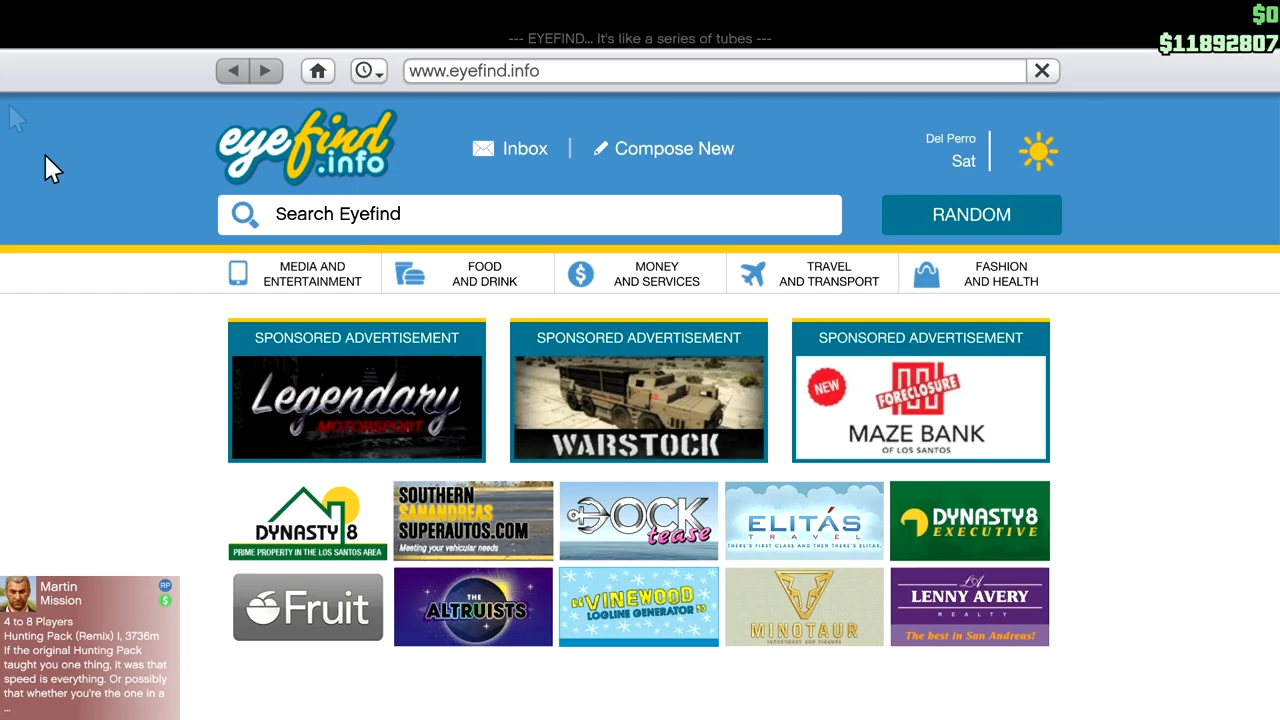 $0
--- EYEFIND... It's like a series of tubes ---
$11892807
www.eyefind.info
eyefind
.info
Inbox
Compose New
Del Perro
Sat
Search Eyefind
RANDOM
MEDIA AND
ENTERTAINMENT
FOOD
AND DRINK
MONEY
AND SERVICES
TRAVEL
AND TRANSPORT
FASHION
AND HEALTH
SPONSORED ADVERTISEMENT
Legendary
MOTORSPORT
SPONSORED ADVERTISEMENT
WARSTOCK
SPONSORED ADVERTISEMENT
NEW
FORECLOSURE
MAZE BANK
OF LOS SANTOS
DYNASTY 8
PRIME PROPERTY IN THE LOS SANTOS AREA
SOUTHERN
SANANDREAS
SUPERAUTOS.COM
Meeting your vehicular needs
DOCK
tease
ELITÁS
TRAVEL
THERE'S FIRST CLASS AND THEN THERE'S ELITAS.
DYNASTY 8
EXECUTIVE
Fruit
THE
ALTRUISTS
"VINEWOOD
LOGLINE GENERATOR"
MINOTAUR
LA
LENNY AVERY
REALTY
The best in San Andreas!
Martin
Mission
RP
$
4 to 8 Players
Hunting Pack (Remix) I, 3736m
If the original Hunting Pack
taught you one thing, it was that
speed is everything. Or possibly
that whether you're the one in a
...